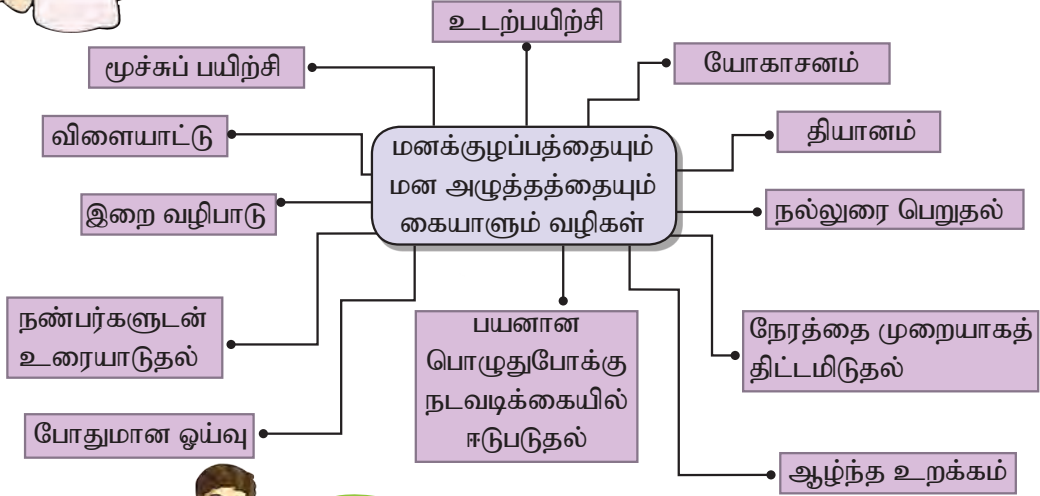 உடற்பயிற்சி
மூச்சுப் பயிற்சி
யோகாசனம்
விளையாட்டு
தியானம்
மனக்குழப்பத்தையும்
மன அழுத்தத்தையும்
கையாளும் வழிகள்
இறை வழிபாடு
நல்லுரை பெறுதல்
நண்பர்களுடன்
உரையாடுதல்
பயனான
பொழுதுபோக்கு
நடவடிக்கையில்
ஈடுபடுதல்
நேரத்தை முறையாகத்
திட்டமிடுதல்
போதுமான ஓய்வு
ஆழ்ந்த உறக்கம்